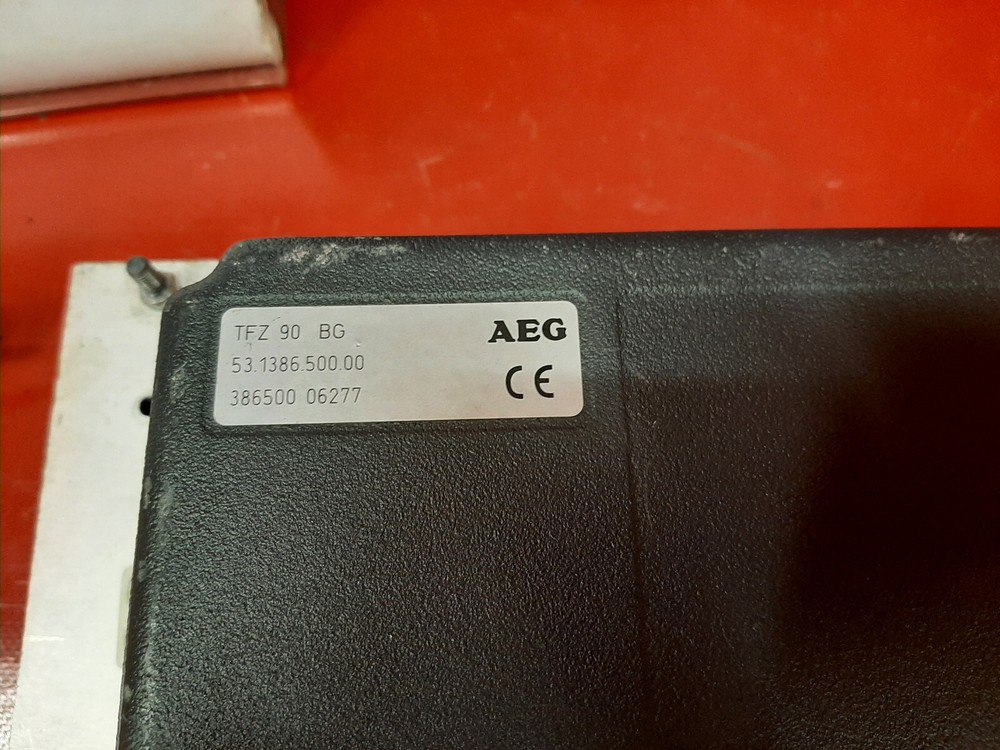 TFZ 90 BG
AEG
53.1386.500.00
CE
386500 06277